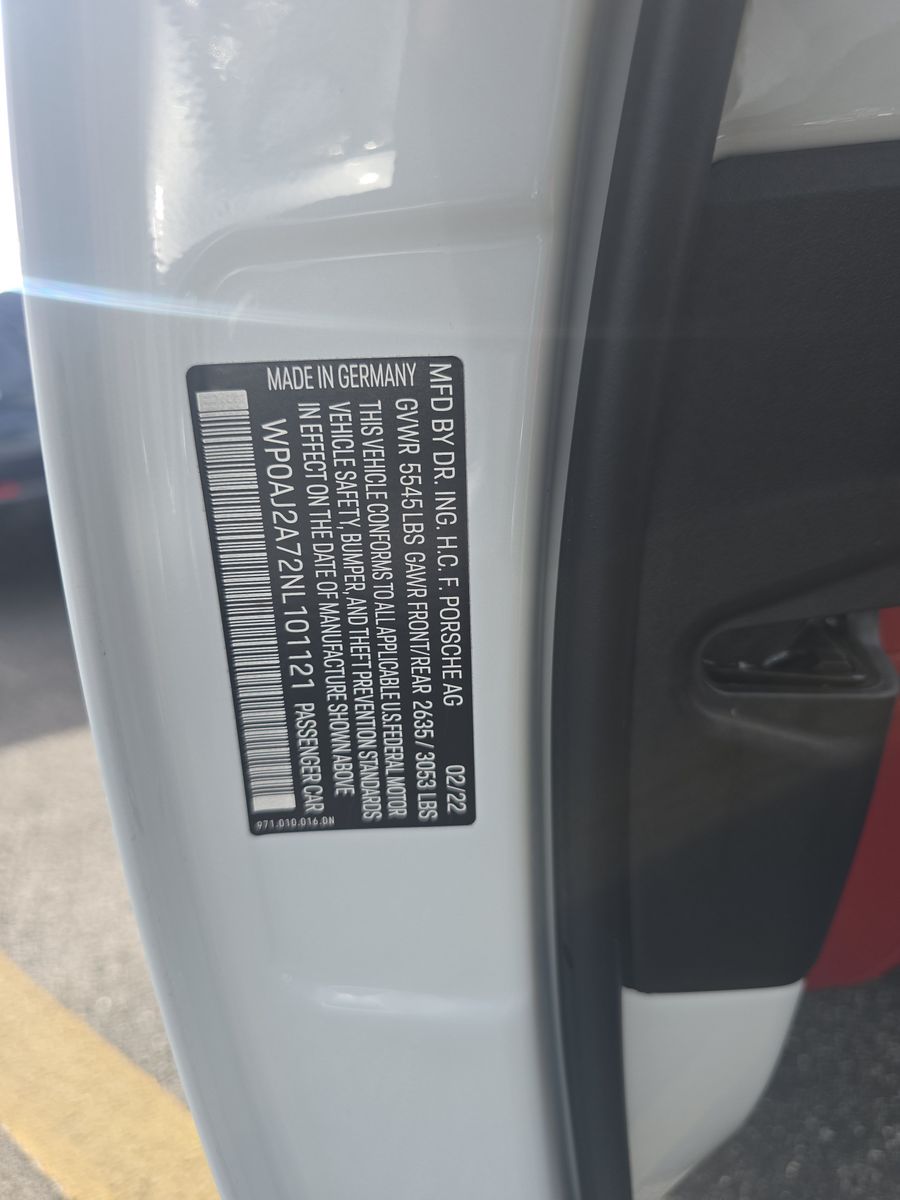 MFD BY DR. ING. H.C. F. PORSCHE AG 02/22
GVWR 5545 LBS GAWR FRONT/REAR 2635 / 3053 LBS
THIS VEHICLE CONFORMS TO ALL APPLICABLE U.S. FEDERAL MOTOR
VEHICLE SAFETY, BUMPER, AND THEFT PREVENTION STANDARDS
IN EFFECT ON THE DATE OF MANUFACTURE SHOWN ABOVE
MADE IN GERMANY WP0AJ2A72NL101121 PASSENGER CAR
971.010.016.DN